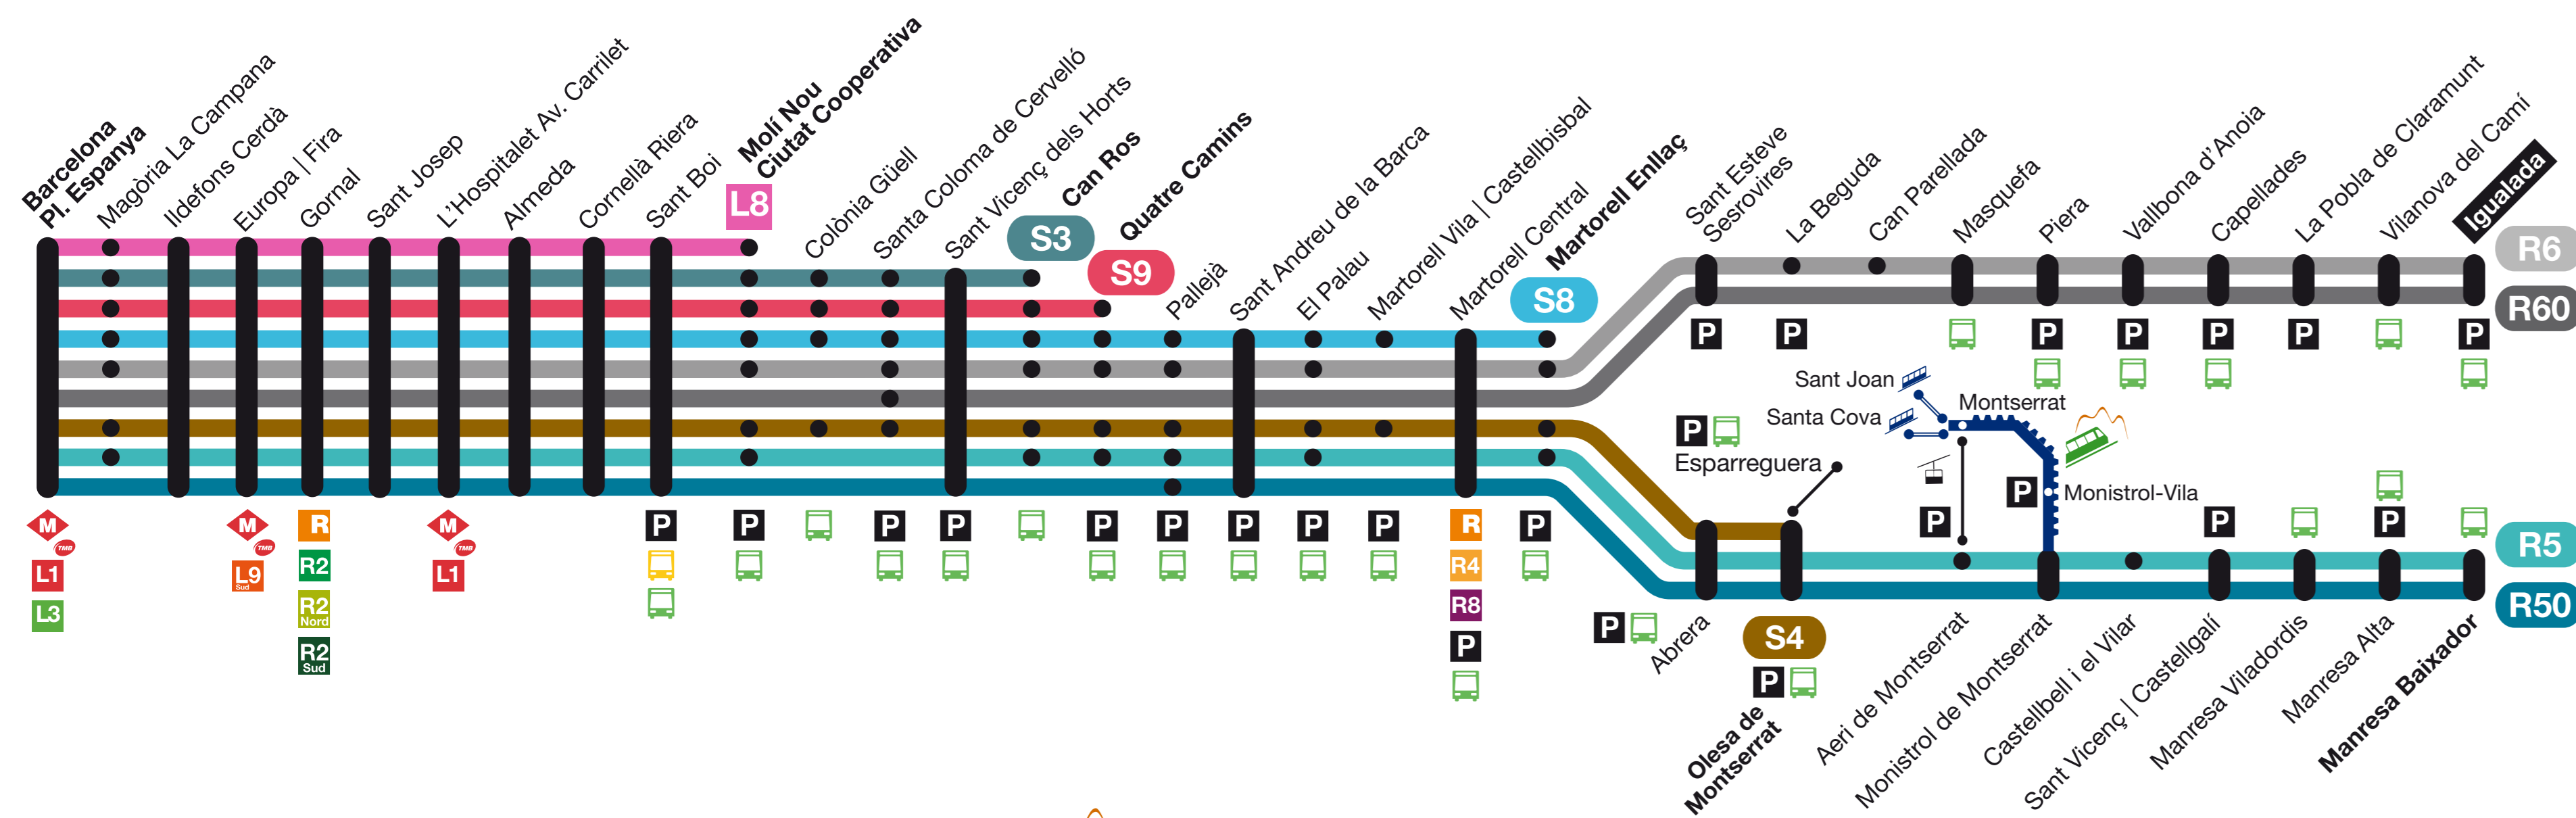 Barcelona
Pl. Espanya
Magòria La Campana
Ildefons Cerdà
Europa | Fira
Gornal
Sant Josep
L'Hospitalet Av. Carrilet
Almeda
Cornellà Riera
Sant Boi
Molí Nou
Ciutat Cooperativa
L8
Colònia Güell
Santa Coloma de Cervelló
Sant Vicenç dels Horts
Can Ros
S3
Quatre Camins
S9
Pallejà
Sant Andreu de la Barca
El Palau
Martorell Vila | Castellbisbal
Martorell Central
Martorell Enllaç
S8
Sant Esteve
Sesrovires
La Beguda
Can Parellada
Masquefa
Piera
Vallbona d'Anoia
Capellades
La Pobla de Claramunt
Vilanova del Camí
Igualada
R6
R60
P
P
P
P
P
P
P
Sant Joan
Santa Cova
Montserrat
P
Esparreguera
P
Monistrol-Vila
P
P
P
R5
R50
M
TMB
L1
L3
M
TMB
L9
Sud
R
R2
R2
Nord
R2
Sud
M
TMB
L1
P
P
P
P
P
P
P
P
P
R
R4
R8
P
P
P
Abrera
S4
P
Olesa de
Montserrat
Aeri de Montserrat
Monistrol de Montserrat
Castellbell i el Vilar
Sant Vicenç | Castellgalí
Manresa Viladordis
Manresa Alta
Manresa Baixador